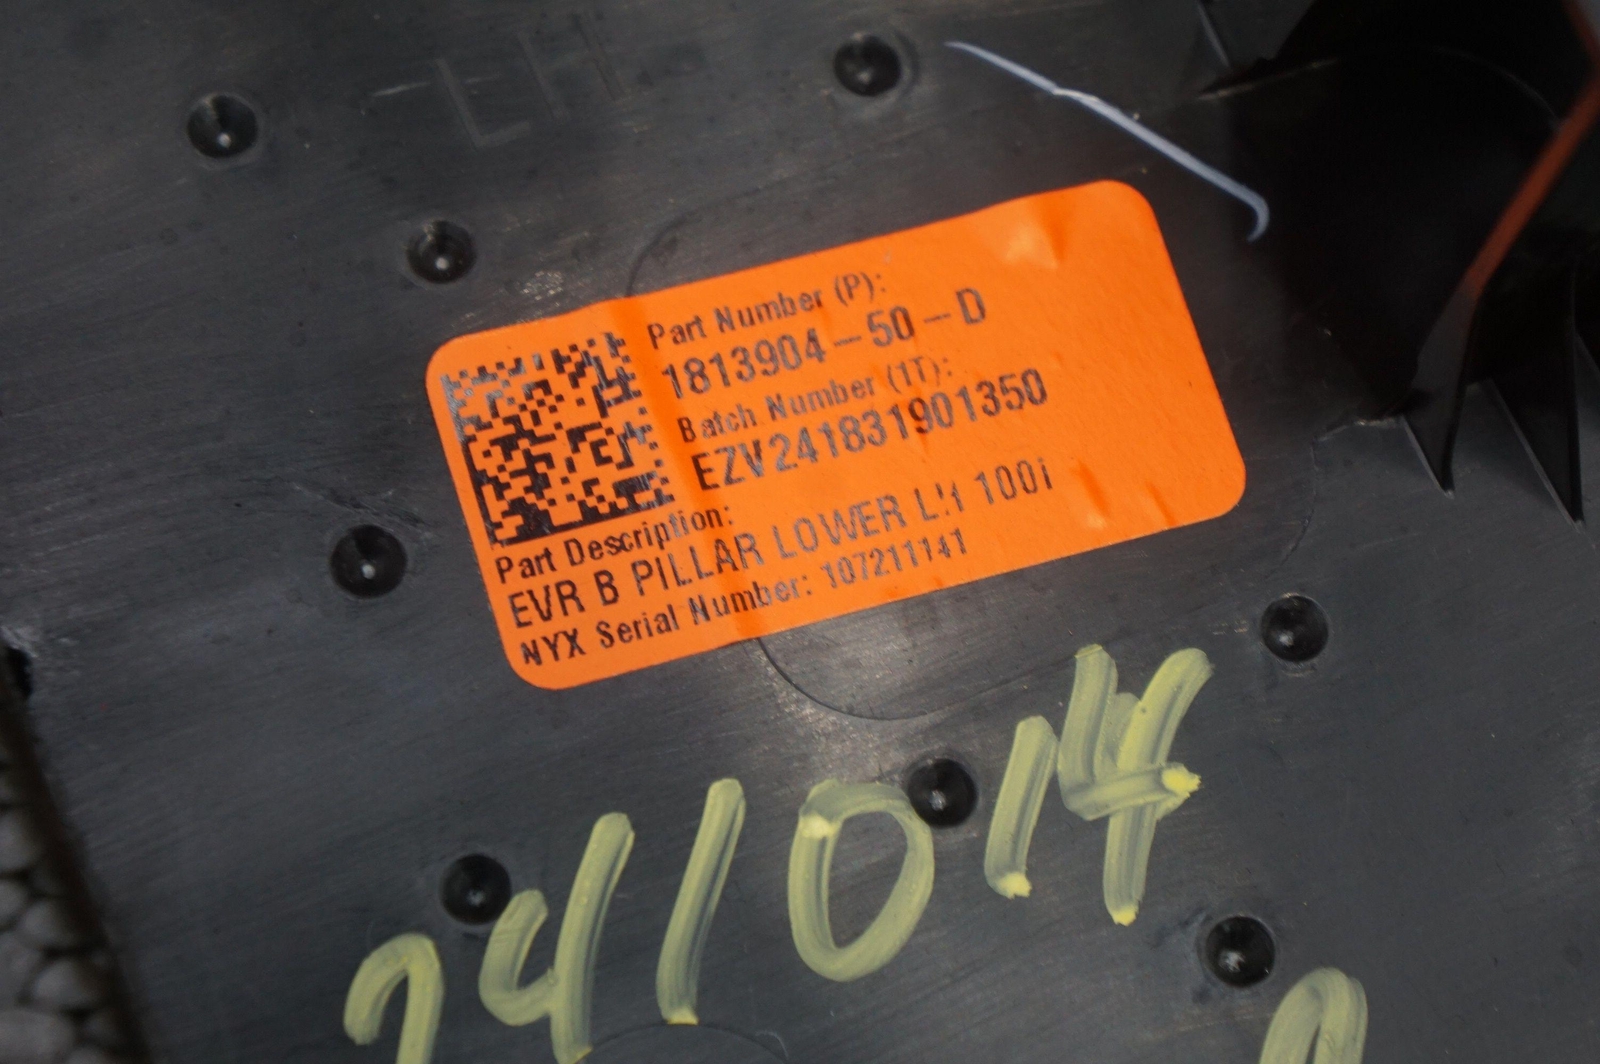 Part Number (P):
1813904-50-D
Batch Number (1T):
EZV241831901350
Part Description:
EVR B PILLAR LOWER LH 100i
NYX Serial Number: 107211141
241014